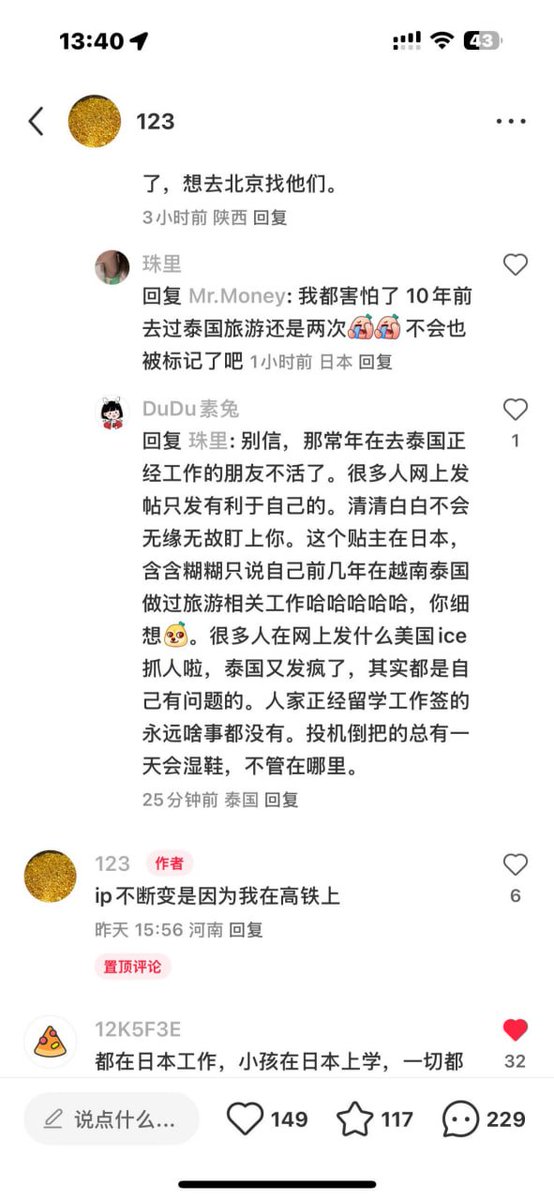 13:40
43
123
了，想去北京找他们。
3小时前 陕西 回复
珠里
回复 Mr.Money: 我都害怕了 10年前
去过泰国旅游还是两次 不会也
被标记了吧 1小时前 日本 回复
DuDu素兔
回复 珠里: 别信，那常年在去泰国正
1
经工作的朋友不活了。很多人网上发
帖只发有利于自己的。清清白白不会
无缘无故盯上你。这个贴主在日本，
含含糊糊只说自己前几年在越南泰国
做过旅游相关工作哈哈哈哈哈，你细
想。很多人在网上发什么美国ice
抓人啦，泰国又发疯了，其实都是自
己有问题的。人家正经留学工作签的
永远啥事都没有。投机倒把的总有一
天会湿鞋，不管在哪里。
25分钟前 泰国 回复
123 作者
ip不断变是因为我在高铁上
6
昨天 15:56 河南 回复
置顶评论
12K5F3E
都在日本工作，小孩在日本上学，一切都
32
说点什么...
149
117
229